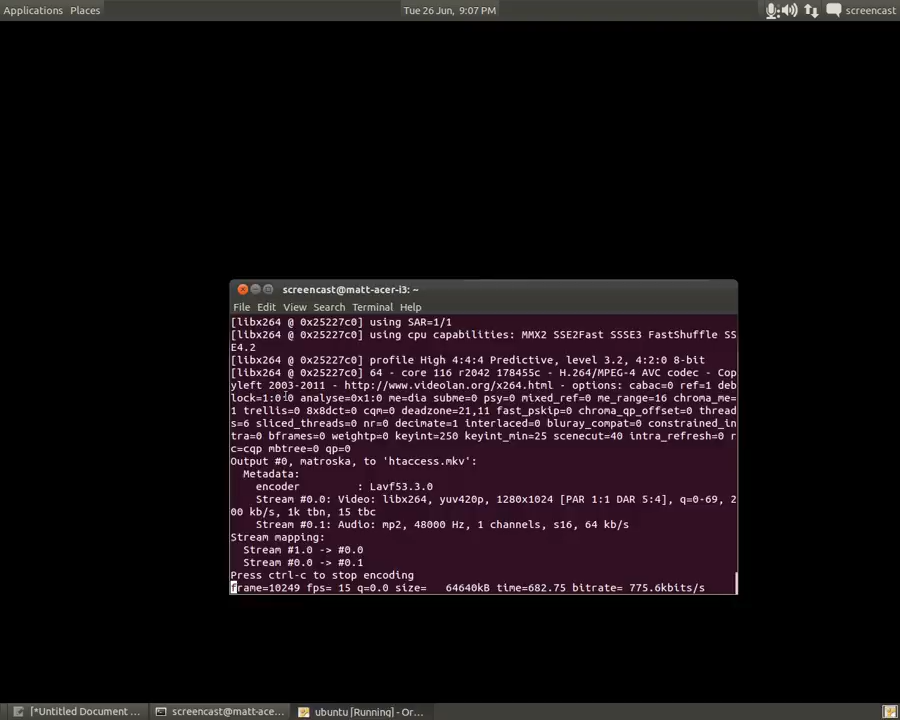 Applications Places Tue 26 Jun, 9:07 PM screencast
screencast@matt-acer-i3: ~
File Edit View Search Terminal Help
[libx264 @ 0x25227c0] using SAR=1/1
[libx264 @ 0x25227c0] using cpu capabilities: MMX2 SSE2Fast SSSE3 FastShuffle SS
E4.2
[libx264 @ 0x25227c0] profile High 4:4:4 Predictive, level 3.2, 4:2:0 8-bit
[libx264 @ 0x25227c0] 64 - core 116 r2042 178455c - H.264/MPEG-4 AVC codec - Cop
yleft 2003-2011 - http://www.videolan.org/x264.html - options: cabac=0 ref=1 deb
lock=1:0:0 analyse=0x1:0 me=dia subme=0 psy=0 mixed_ref=0 me_range=16 chroma_me=
1 trellis=0 8x8dct=0 cqm=0 deadzone=21,11 fast_pskip=0 chroma_qp_offset=0 thread
s=6 sliced_threads=0 nr=0 decimate=1 interlaced=0 bluray_compat=0 constrained_in
tra=0 bframes=0 weightp=0 keyint=250 keyint_min=25 scenecut=40 intra_refresh=0 r
c=cqp mbtree=0 qp=0
Output #0, matroska, to 'htaccess.mkv':
Metadata:
encoder : Lavf53.3.0
Stream #0.0: Video: libx264, yuv420p, 1280x1024 [PAR 1:1 DAR 5:4], q=0-69, 2
00 kb/s, 1k tbn, 15 tbc
Stream #0.1: Audio: mp2, 48000 Hz, 1 channels, s16, 64 kb/s
Stream mapping:
Stream #1.0 -> #0.0
Stream #0.0 -> #0.1
Press ctrl-c to stop encoding
frame=10249 fps= 15 q=0.0 size= 64640kB time=682.75 bitrate= 775.6kbits/s
[*Untitled Document ... screencast@matt-ace... ubuntu [Running] - Or...